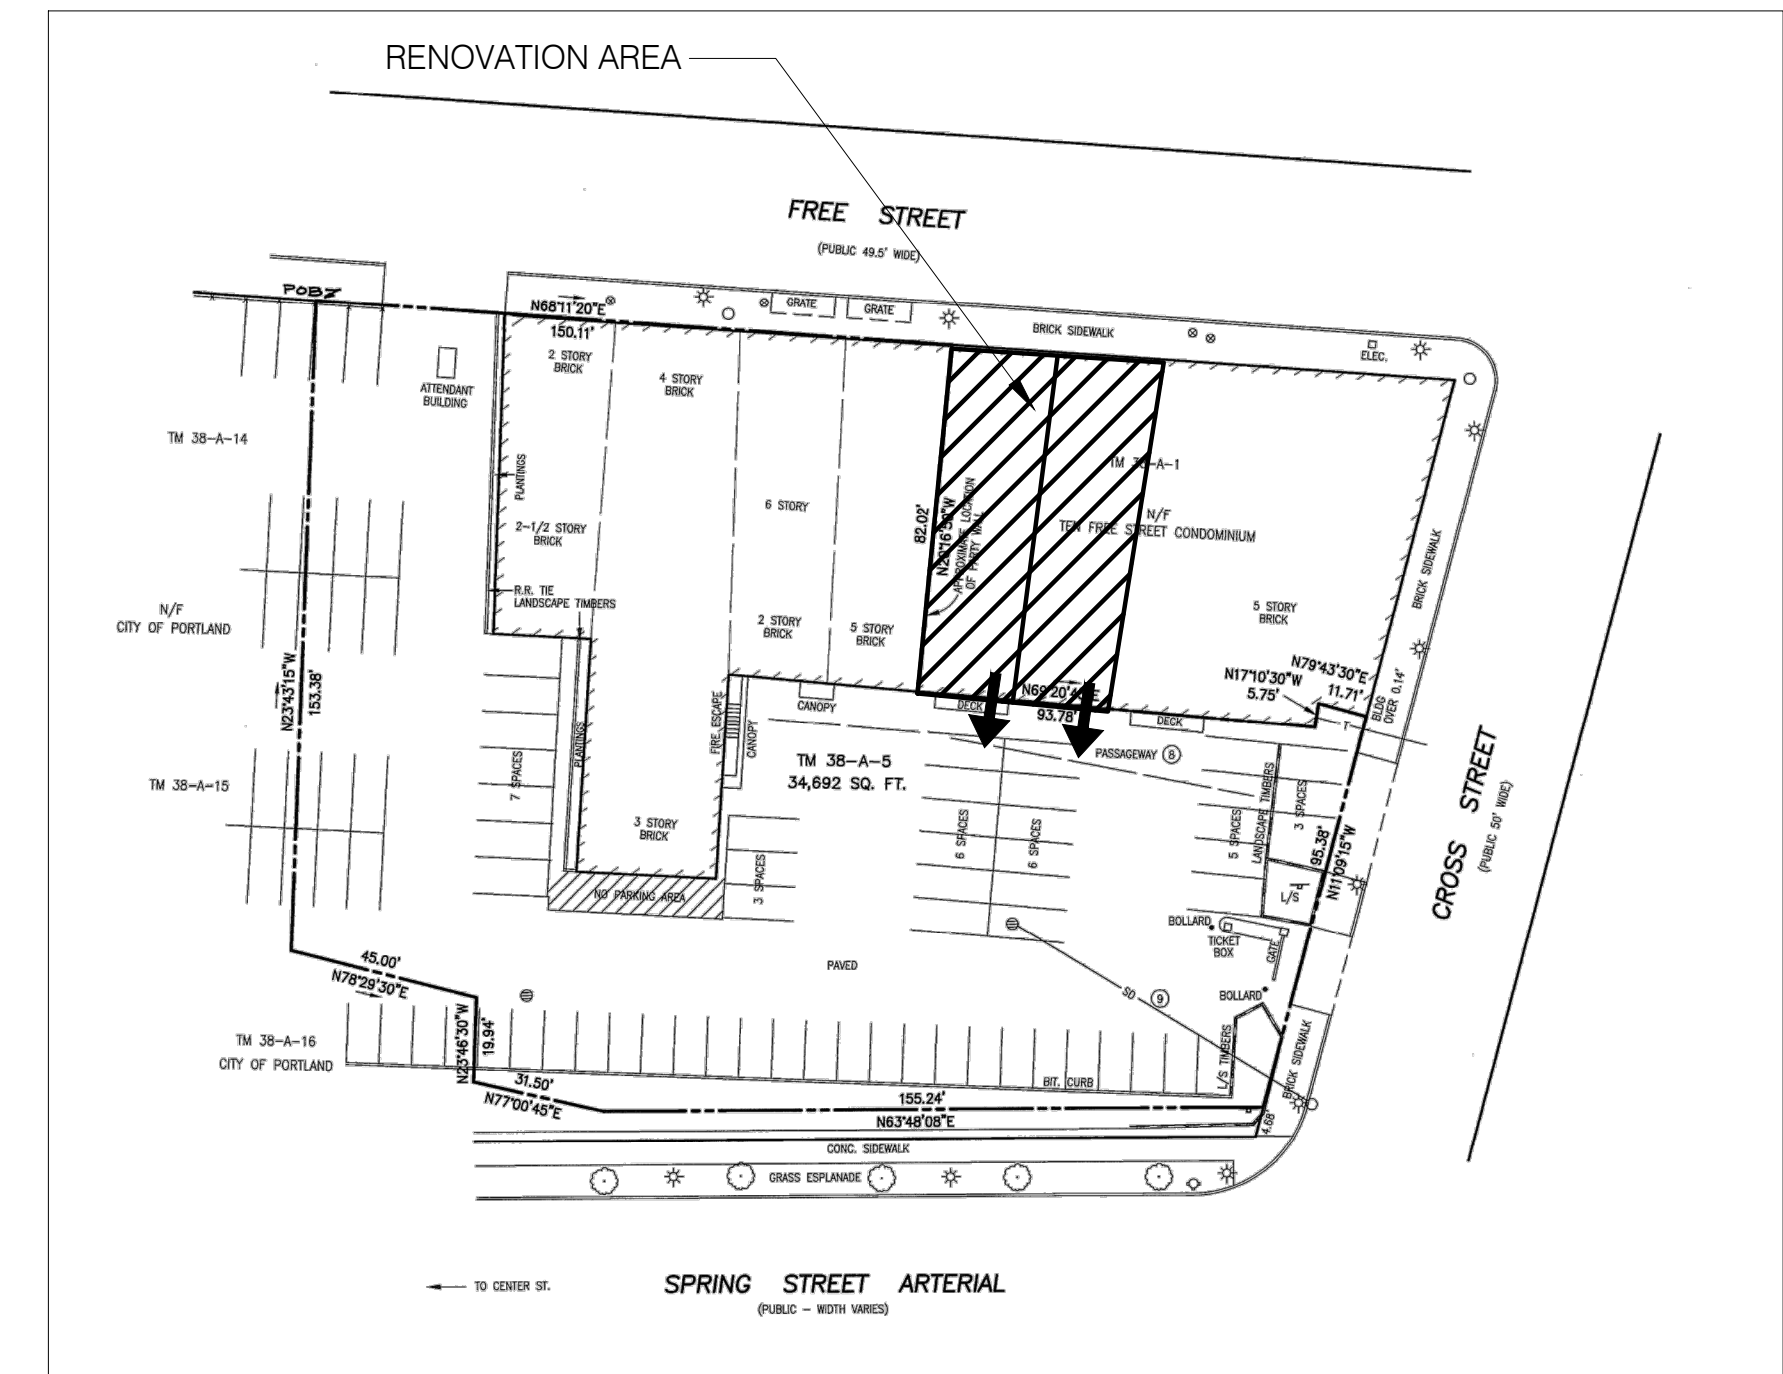 RENOVATION AREA
FREE STREET
(PUBLIC 49.5' WIDE)
POB
N68°11'20"E
150.11'
GRATE
GRATE
BRICK SIDEWALK
ELEC.
2 STORY
BRICK
4 STORY
BRICK
ATTENDANT
BUILDING
TM 38-A-14
PLANTINGS
2-1/2 STORY
BRICK
6 STORY
82.02'
APPROXIMATE LOCATION
OF PARTY WALL
N/F
TEN FREE STREET CONDOMINIUM
BRICK SIDEWALK
R.R. TIE
LANDSCAPE TIMBERS
N/F
CITY OF PORTLAND
2 STORY
BRICK
5 STORY
BRICK
5 STORY
BRICK
N23°43'15"W
153.38'
N79°43'30"E
11.71'
N17°10'30"W
5.75'
BLDG
OVER 0.14'
T
FIRE ESCAPE
CANOPY
CANOPY
DECK
93.78'
DECK
PLANTINGS
7 SPACES
TM 38-A-5
34,692 SQ. FT.
PASSAGEWAY 8
TM 38-A-15
3 STORY
BRICK
3 SPACES
6 SPACES
6 SPACES
5 SPACES
LANDSCAPE TIMBERS
3 SPACES
95.38'
N11°09'15"W
CROSS STREET
(PUBLIC 50' WIDE)
NO PARKING AREA
L/S
BOLLARD
TICKET
BOX
GATE
PAVED
45.00'
N78°29'30"E
SD 9
BOLLARD
N23°46'30"W
19.94'
TM 38-A-16
CITY OF PORTLAND
L/S TIMBERS
BRICK SIDEWALK
BIT. CURB
31.50'
N77°00'45"E
155.24'
N63°48'08"E
4.68'
CONC. SIDEWALK
GRASS ESPLANADE
TO CENTER ST.
SPRING STREET ARTERIAL
(PUBLIC - WIDTH VARIES)